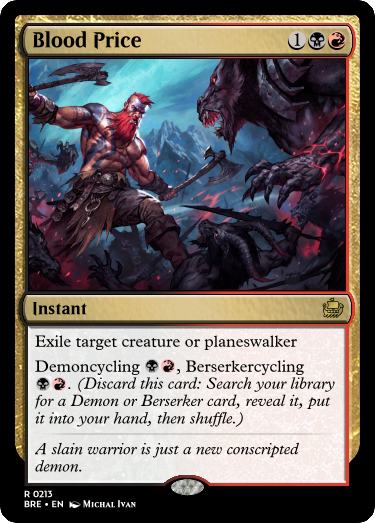 Blood Price 1
Instant
Exile target creature or planeswalker
Demoncycling , Berserkercycling
. (Discard this card: Search your library
for a Demon or Berserker card, reveal it, put
it into your hand, then shuffle.)
A slain warrior is just a new conscripted
demon.
R 0213
BRE • EN Michal Ivan